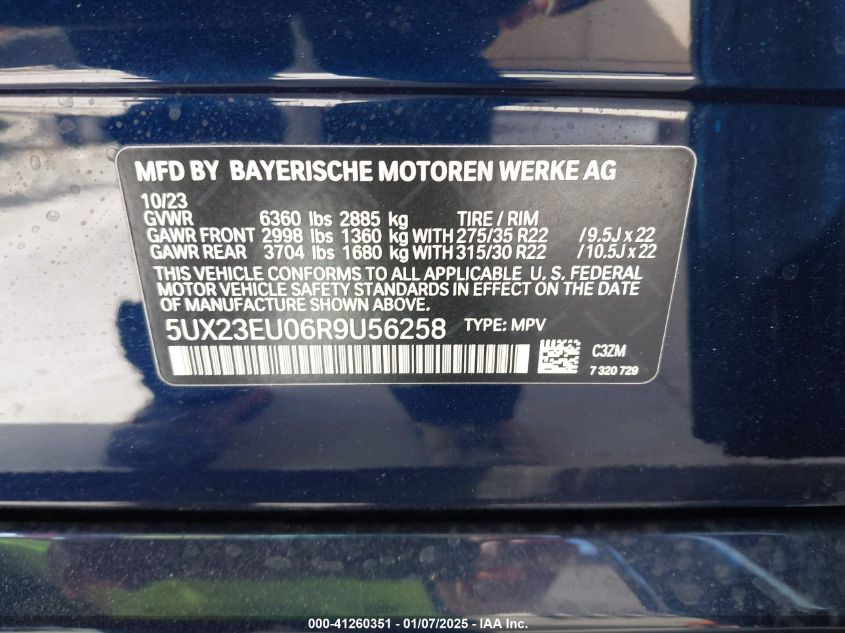 MFD BY BAYERISCHE MOTOREN WERKE AG
10/23
GVWR 6360 lbs 2885 kg TIRE / RIM
GAWR FRONT 2998 lbs 1360 kg WITH 275/35 R22 / 9.5J x 22
GAWR REAR 3704 lbs 1680 kg WITH 315/30 R22 / 10.5J x 22
THIS VEHICLE CONFORMS TO ALL APPLICABLE U. S. FEDERAL
MOTOR VEHICLE SAFETY STANDARDS IN EFFECT ON THE DATE
OF MANUFACTURE SHOWN ABOVE.
5UX23EU06R9U56258 TYPE: MPV
C3ZM
7 320 729
000-41260351 - 01/07/2025 - IAA Inc.